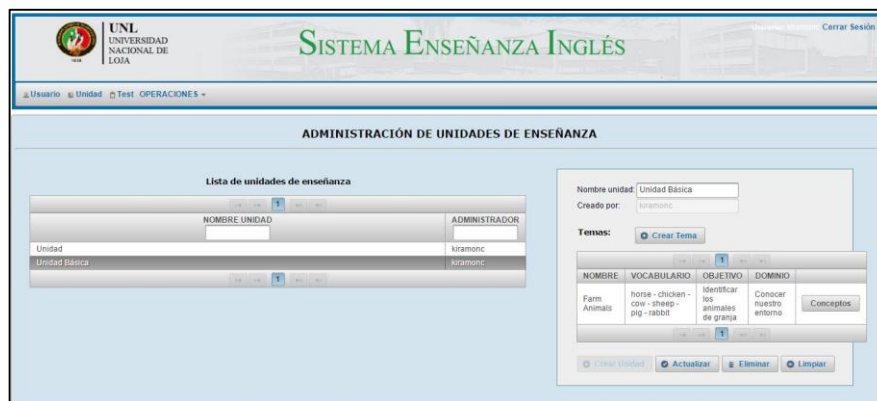 UNL
UNIVERSIDAD
NACIONAL DE
LOJA
1859
SISTEMA ENSEÑANZA INGLÉS
Cerrar Sesión
Usuario Unidad Test OPERACIONES
ADMINISTRACIÓN DE UNIDADES DE ENSEÑANZA
Lista de unidades de enseñanza
1
NOMBRE UNIDAD ADMINISTRADOR
Unidad kiramonc
Unidad Básica kiramonc
1
Nombre unidad: Unidad Básica
Creado por: kiramonc
Temas: Crear Tema
1
NOMBRE VOCABULARIO OBJETIVO DOMINIO
Farm Animals horse - chicken - cow - sheep - pig - rabbit Identificar los animales de granja Conocer nuestro entorno Conceptos
1
Crear Unidad Actualizar Eliminar Limpiar